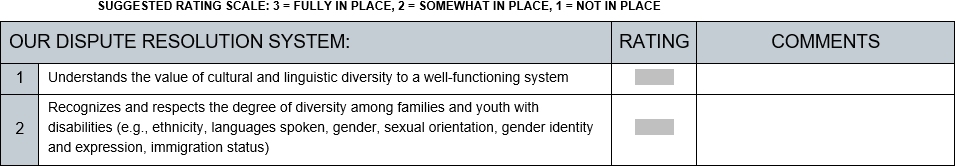 SUGGESTED RATING SCALE: 3 = FULLY IN PLACE, 2 = SOMEWHAT IN PLACE, 1 = NOT IN PLACE
OUR DISPUTE RESOLUTION SYSTEM: RATING COMMENTS
1 Understands the value of cultural and linguistic diversity to a well-functioning system
2 Recognizes and respects the degree of diversity among families and youth with
disabilities (e.g., ethnicity, languages spoken, gender, sexual orientation, gender identity
and expression, immigration status)